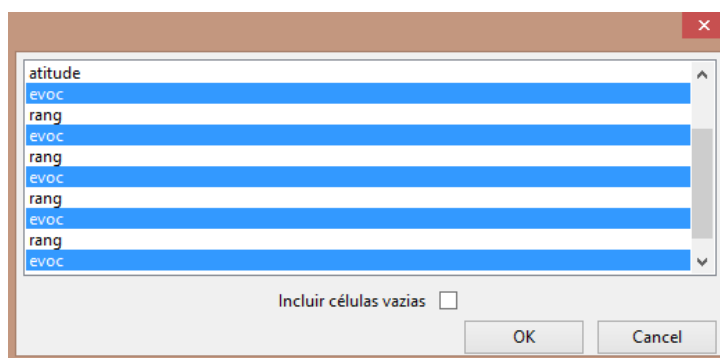 atitude
evoc
rang
evoc
rang
evoc
rang
evoc
rang
evoc
Incluir células vazias
OK Cancel